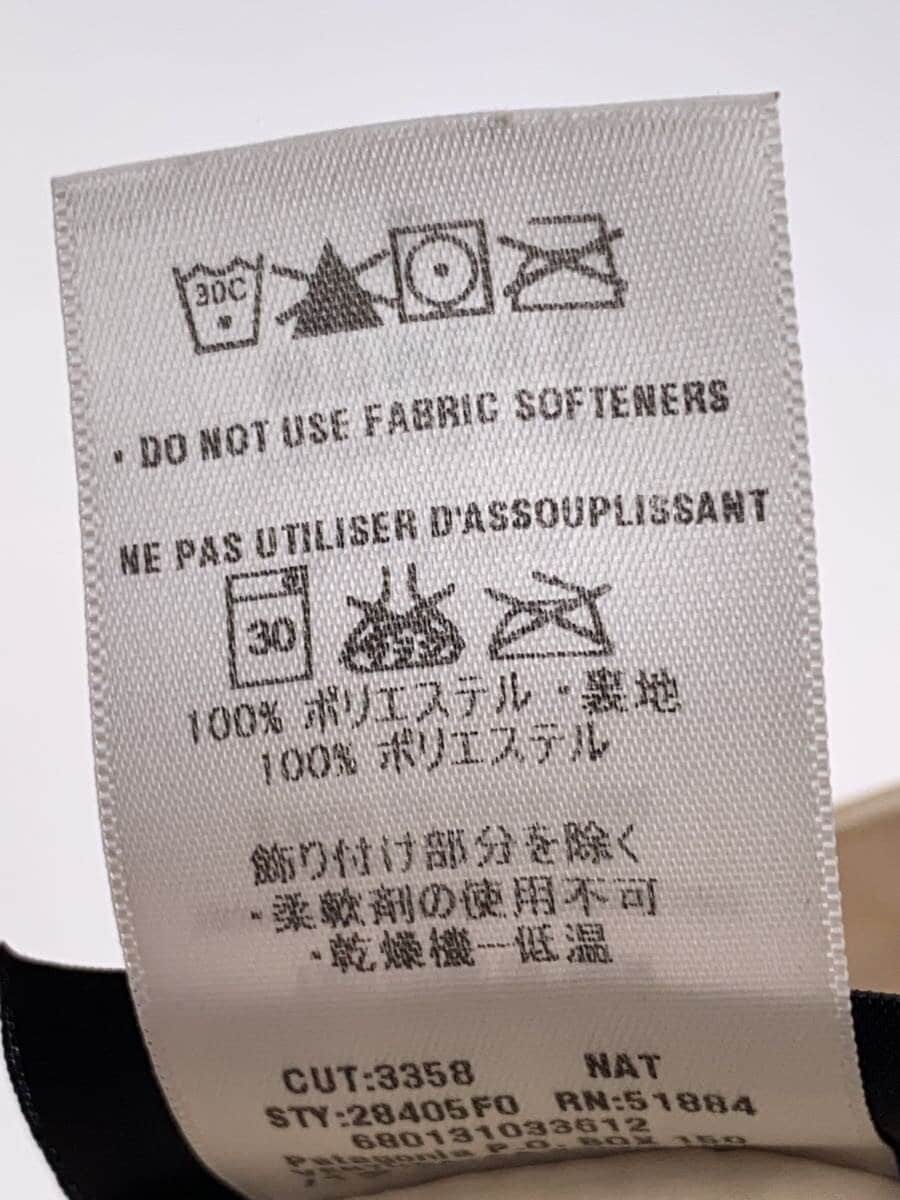 30C
• DO NOT USE FABRIC SOFTENERS
NE PAS UTILISER D'ASSOUPLISSANT
30
100% ポリエステル・裏地
100% ポリエステル
飾り付け部分を除く
・柔軟剤の使用不可
・乾燥機ー低温
CUT:3358 NAT
STY:28405F0 RN:51884
680131033612
Patagonia P.O. BOX 150